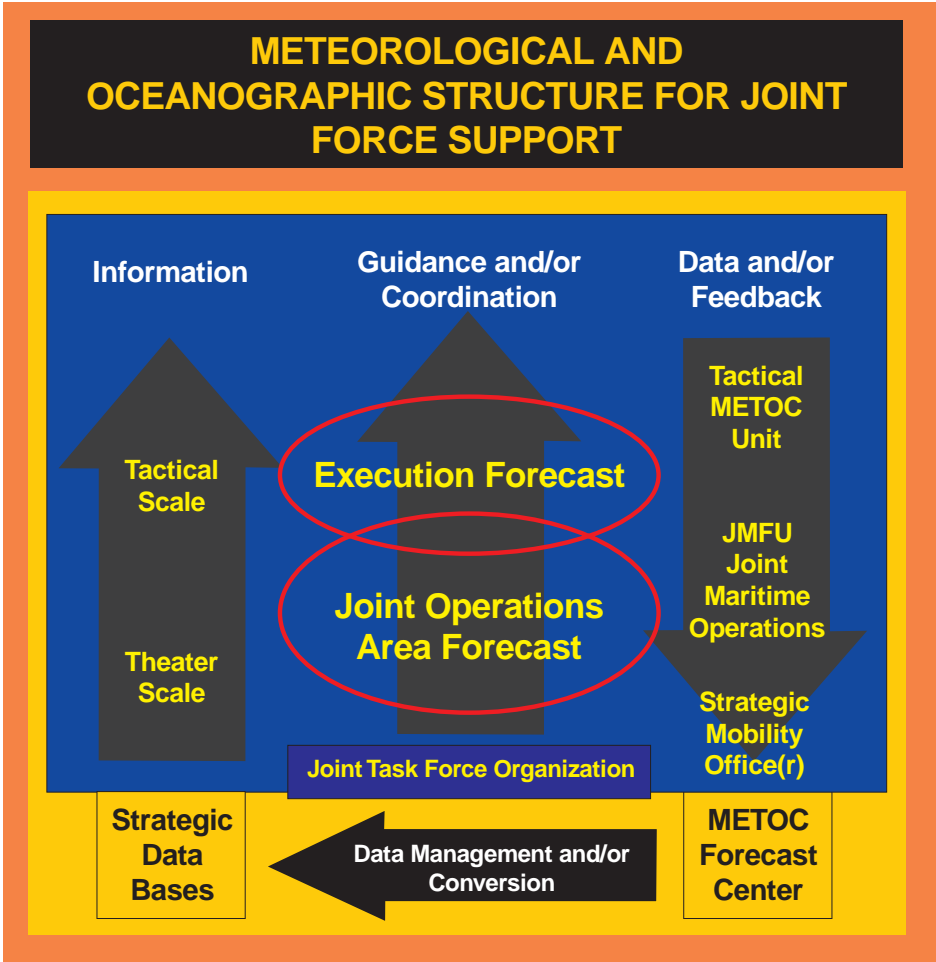 METEOROLOGICAL AND
OCEANOGRAPHIC STRUCTURE FOR JOINT
FORCE SUPPORT
Information
Guidance and/or
Coordination
Data and/or
Feedback
Tactical
Scale
Theater
Scale
Execution Forecast
Joint Operations
Area Forecast
Joint Task Force Organization
Tactical
METOC
Unit
JMFU
Joint
Maritime
Operations
Strategic
Mobility
Office(r)
Strategic
Data
Bases
Data Management and/or
Conversion
METOC
Forecast
Center